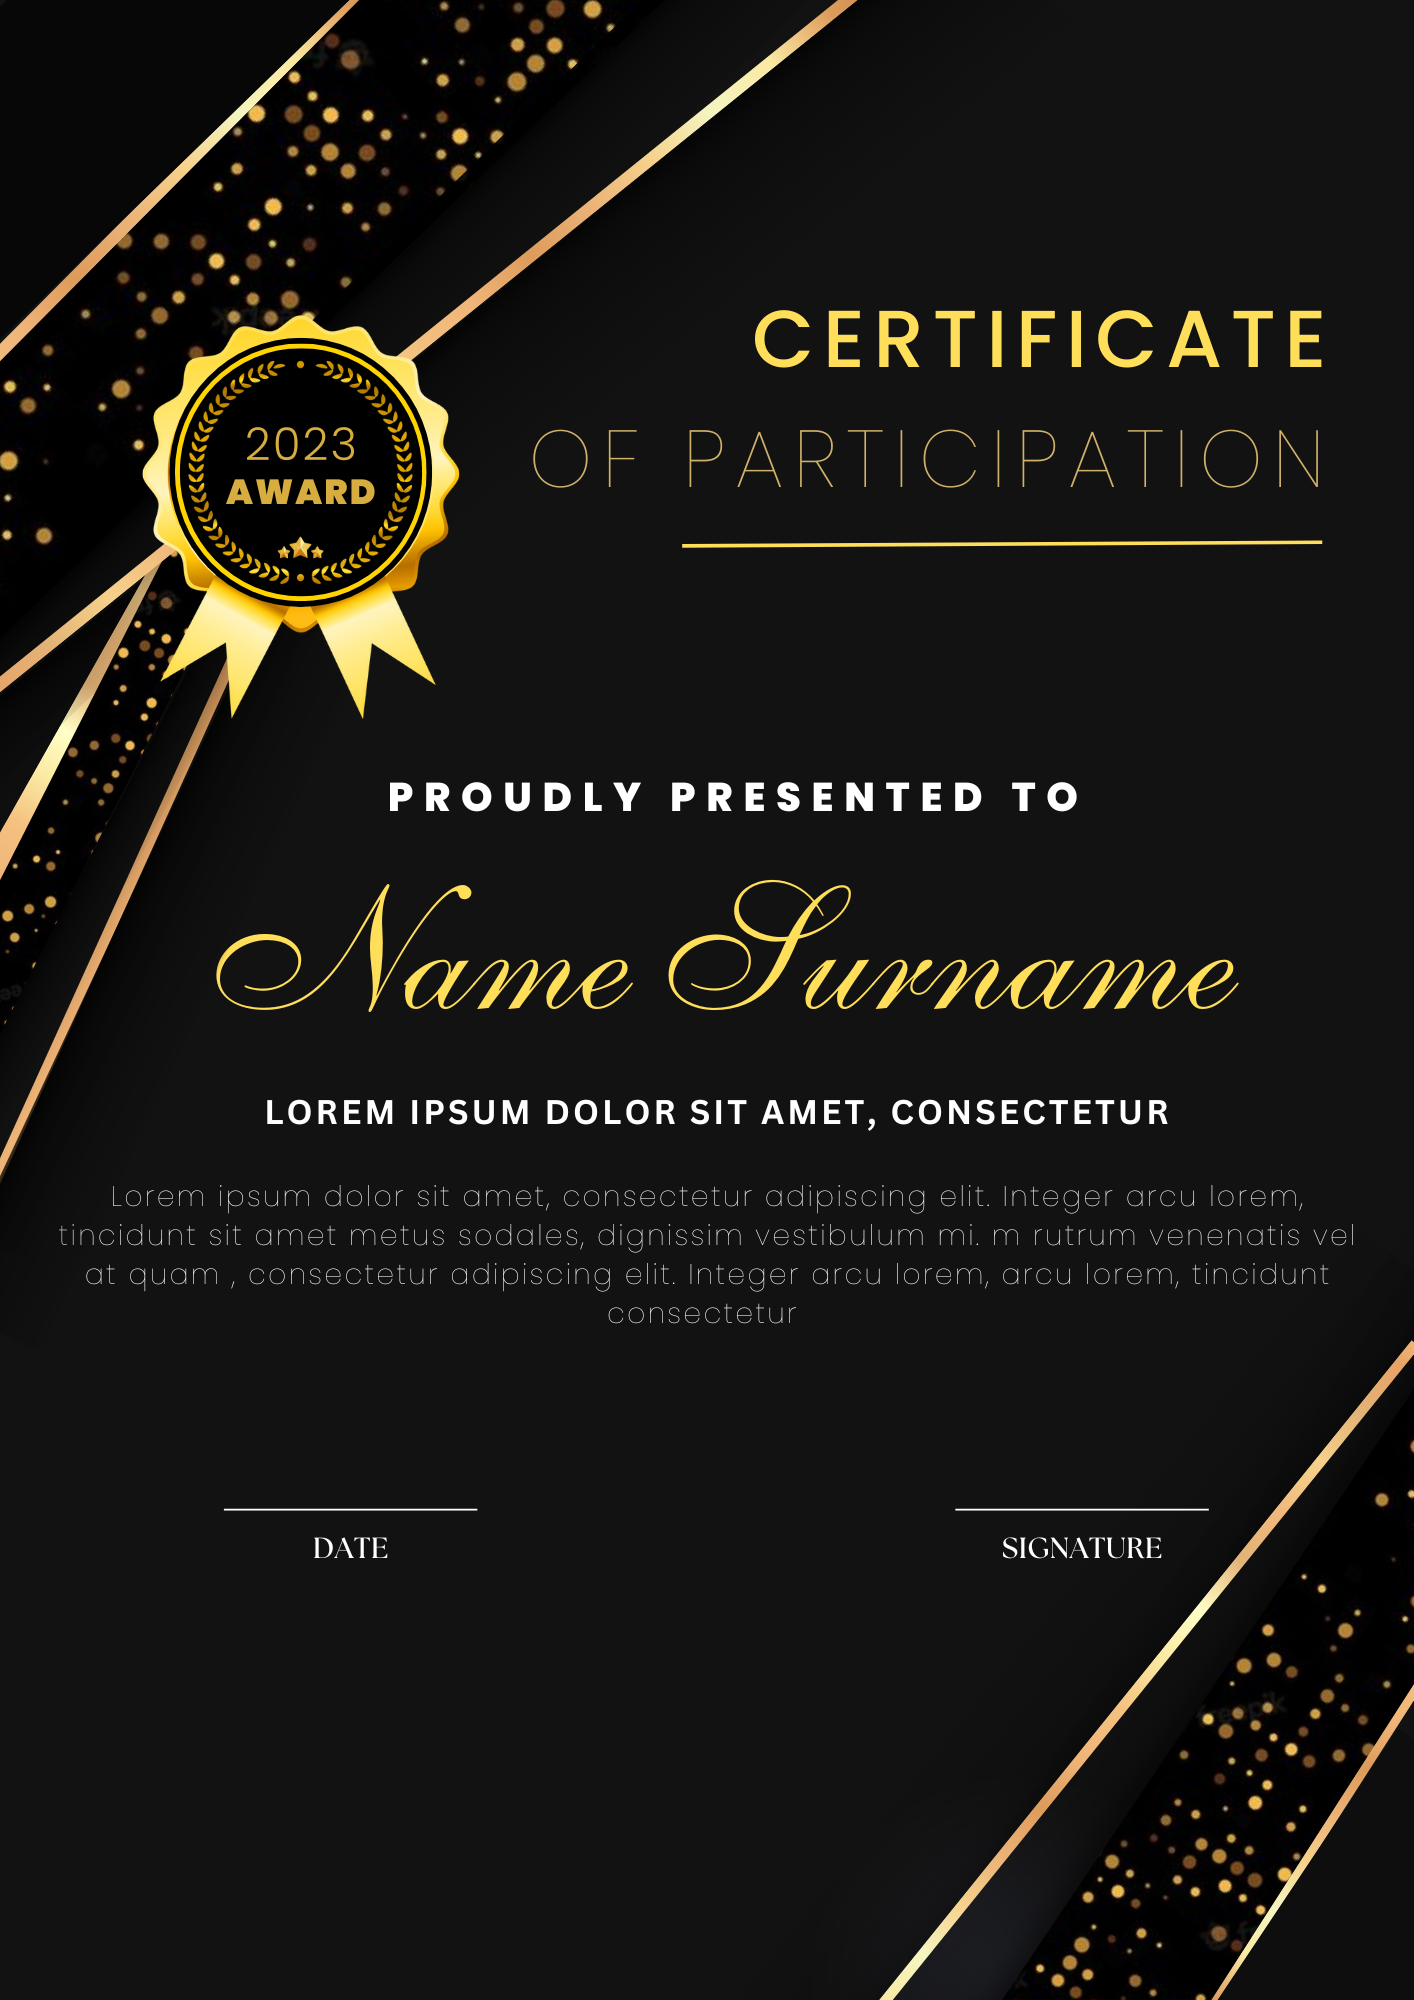 CERTIFICATE
OF PARTICIPATION
2023
AWARD
PROUDLY PRESENTED TO
Name Surname
LOREM IPSUM DOLOR SIT AMET, CONSECTETUR
Lorem ipsum dolor sit amet, consectetur adipiscing elit. Integer arcu lorem,
tincidunt sit amet metus sodales, dignissim vestibulum mi. m rutrum venenatis vel
at quam , consectetur adipiscing elit. Integer arcu lorem, arcu lorem, tincidunt
consectetur
DATE
SIGNATURE
freepik